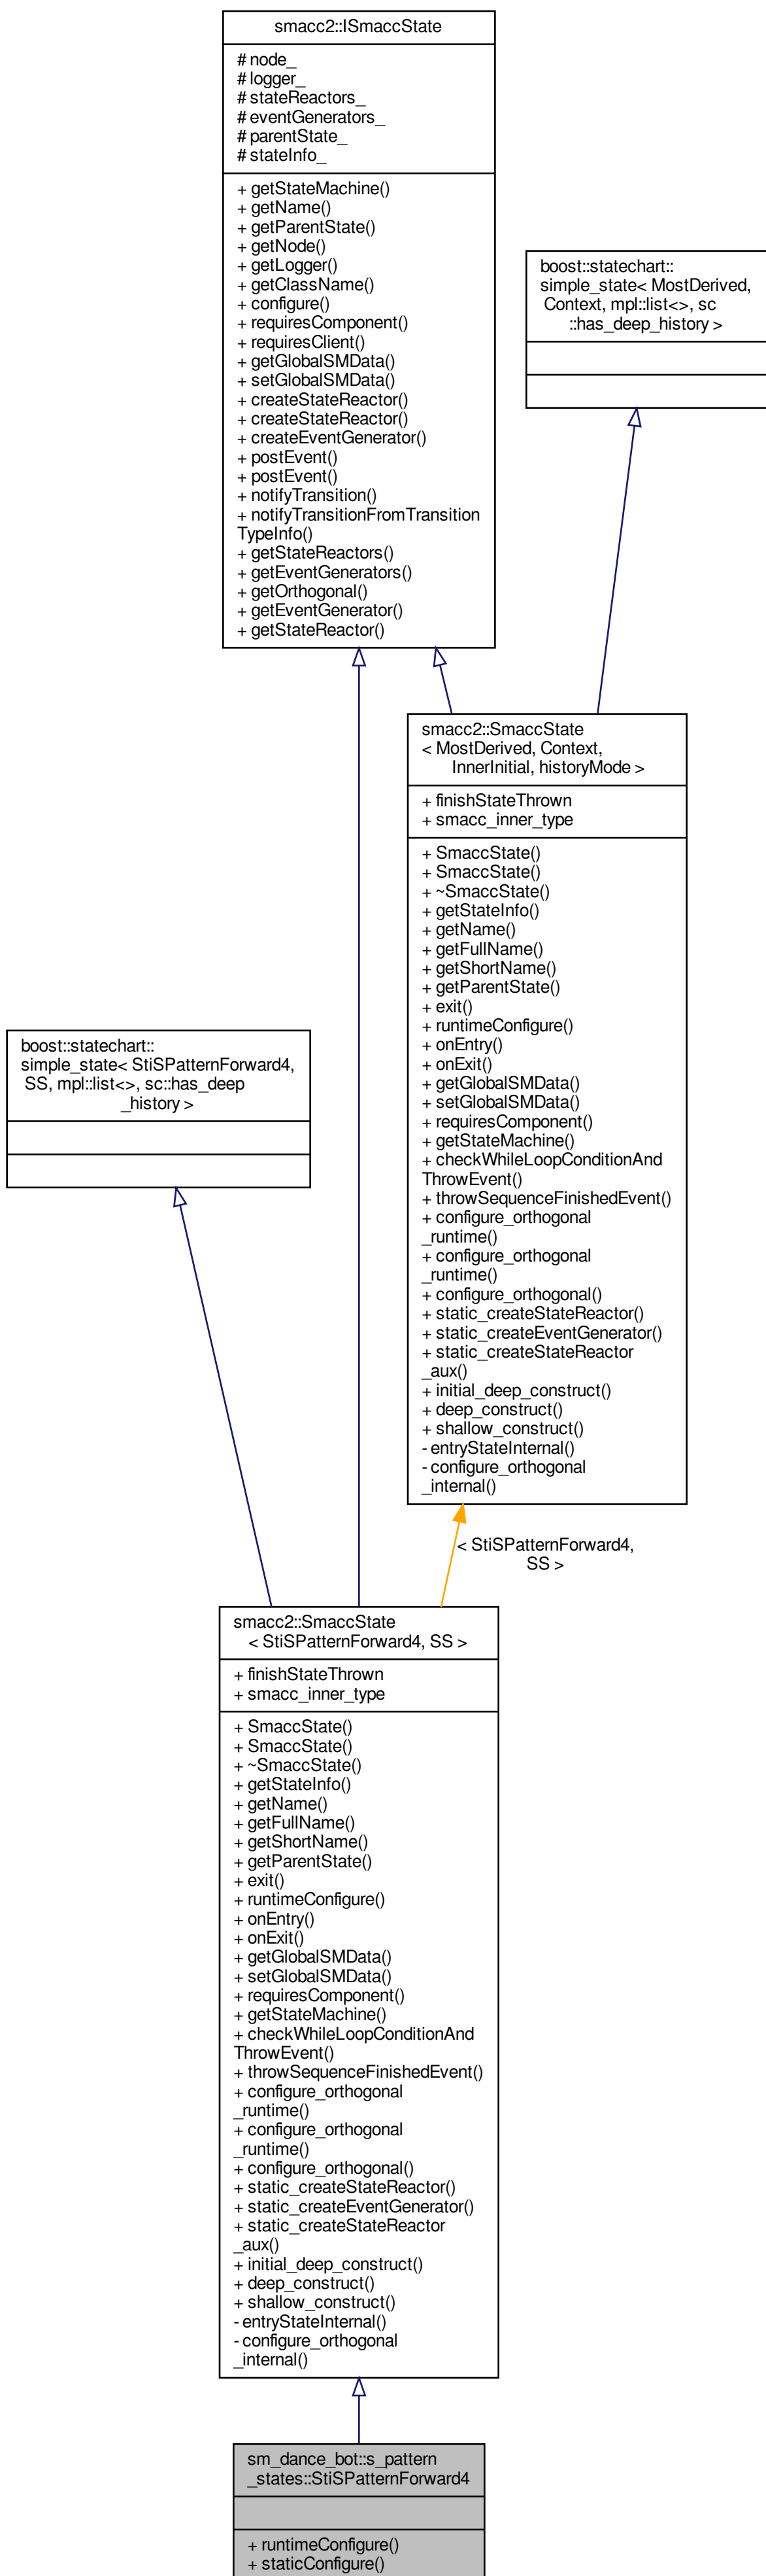 smacc2::ISmaccState
# node_
# logger_
# stateReactors_
# eventGenerators_
# parentState_
# stateInfo_
+ getStateMachine()
+ getName()
+ getParentState()
+ getNode()
+ getLogger()
+ getClassName()
+ configure()
+ requiresComponent()
+ requiresClient()
+ getGlobalSMData()
+ setGlobalSMData()
+ createStateReactor()
+ createStateReactor()
+ createEventGenerator()
+ postEvent()
+ postEvent()
+ notifyTransition()
+ notifyTransitionFromTransition
TypeInfo()
+ getStateReactors()
+ getEventGenerators()
+ getOrthogonal()
+ getEventGenerator()
+ getStateReactor()
boost::statechart::
simple_state< MostDerived,
Context, mpl::list<>, sc
::has_deep_history >
smacc2::SmaccState
< MostDerived, Context,
InnerInitial, historyMode >
+ finishStateThrown
+ smacc_inner_type
+ SmaccState()
+ SmaccState()
+ ~SmaccState()
+ getStateInfo()
+ getName()
+ getFullName()
+ getShortName()
+ getParentState()
+ exit()
+ runtimeConfigure()
+ onEntry()
+ onExit()
+ getGlobalSMData()
+ setGlobalSMData()
+ requiresComponent()
+ getStateMachine()
+ checkWhileLoopConditionAnd
ThrowEvent()
+ throwSequenceFinishedEvent()
+ configure_orthogonal
_runtime()
+ configure_orthogonal
_runtime()
+ configure_orthogonal()
+ static_createStateReactor()
+ static_createEventGenerator()
+ static_createStateReactor
_aux()
+ initial_deep_construct()
+ deep_construct()
+ shallow_construct()
- entryStateInternal()
- configure_orthogonal
_internal()
boost::statechart::
simple_state< StiSPatternForward4,
SS, mpl::list<>, sc::has_deep
_history >
< StiSPatternForward4,
SS >
smacc2::SmaccState
< StiSPatternForward4, SS >
+ finishStateThrown
+ smacc_inner_type
+ SmaccState()
+ SmaccState()
+ ~SmaccState()
+ getStateInfo()
+ getName()
+ getFullName()
+ getShortName()
+ getParentState()
+ exit()
+ runtimeConfigure()
+ onEntry()
+ onExit()
+ getGlobalSMData()
+ setGlobalSMData()
+ requiresComponent()
+ getStateMachine()
+ checkWhileLoopConditionAnd
ThrowEvent()
+ throwSequenceFinishedEvent()
+ configure_orthogonal
_runtime()
+ configure_orthogonal
_runtime()
+ configure_orthogonal()
+ static_createStateReactor()
+ static_createEventGenerator()
+ static_createStateReactor
_aux()
+ initial_deep_construct()
+ deep_construct()
+ shallow_construct()
- entryStateInternal()
- configure_orthogonal
_internal()
sm_dance_bot::s_pattern
_states::StiSPatternForward4
+ runtimeConfigure()
+ staticConfigure()